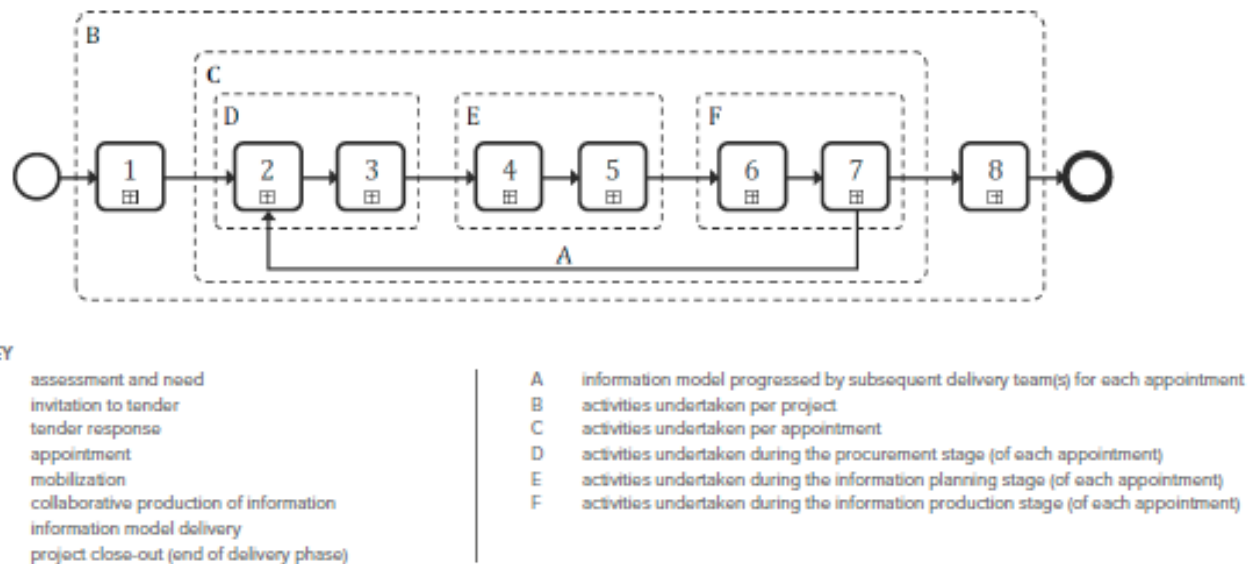 B
C
D E F
1 2 3 4 5 6 7 8
A
EY
assessment and need
invitation to tender
tender response
appointment
mobilization
collaborative production of information
information model delivery
project close-out (end of delivery phase)
A information model progressed by subsequent delivery team(s) for each appointment
B activities undertaken per project
C activities undertaken per appointment
D activities undertaken during the procurement stage (of each appointment)
E activities undertaken during the information planning stage (of each appointment)
F activities undertaken during the information production stage (of each appointment)